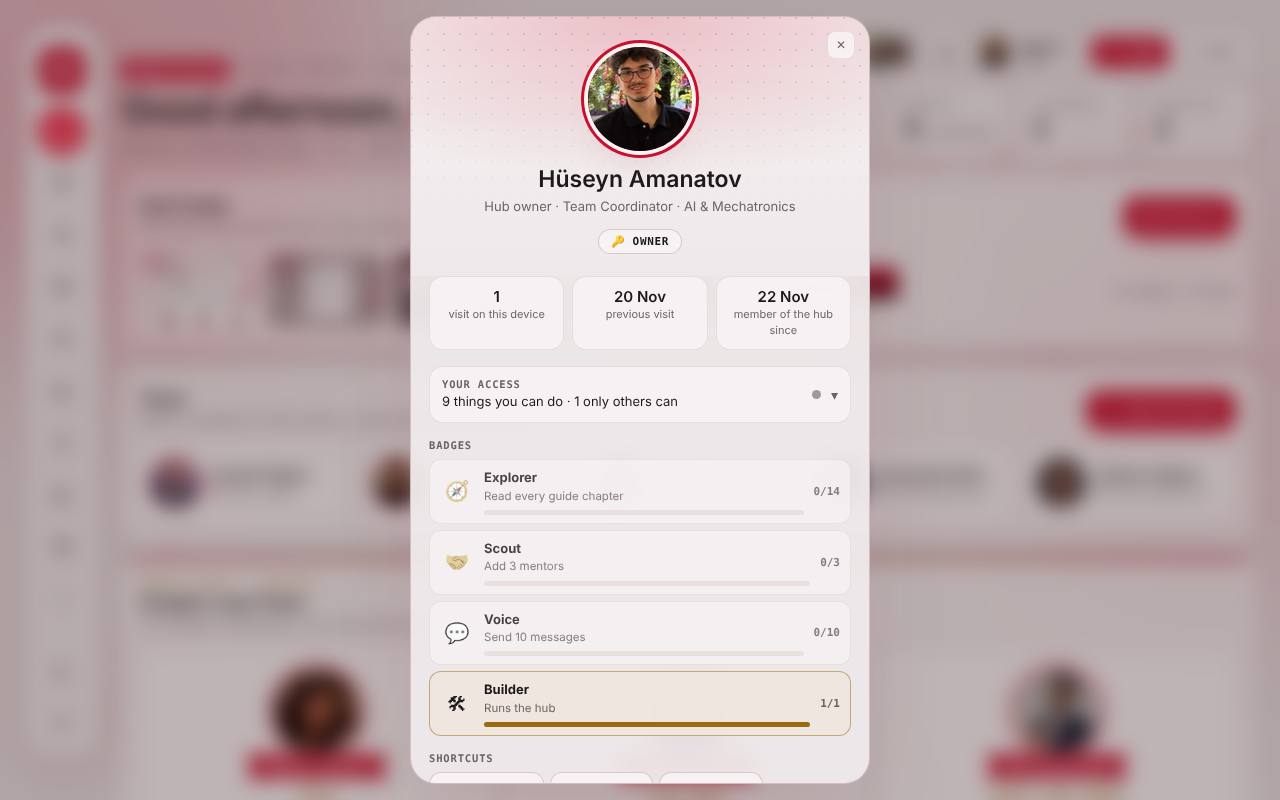 ×
Hüseyn Amanatov
Hub owner · Team Coordinator · AI & Mechatronics
🔑 OWNER
1
visit on this device
20 Nov
previous visit
22 Nov
member of the hub
since
YOUR ACCESS
9 things you can do · 1 only others can
▼
BADGES
Explorer
Read every guide chapter
0/14
Scout
Add 3 mentors
0/3
Voice
Send 10 messages
0/10
Builder
Runs the hub
1/1
SHORTCUTS